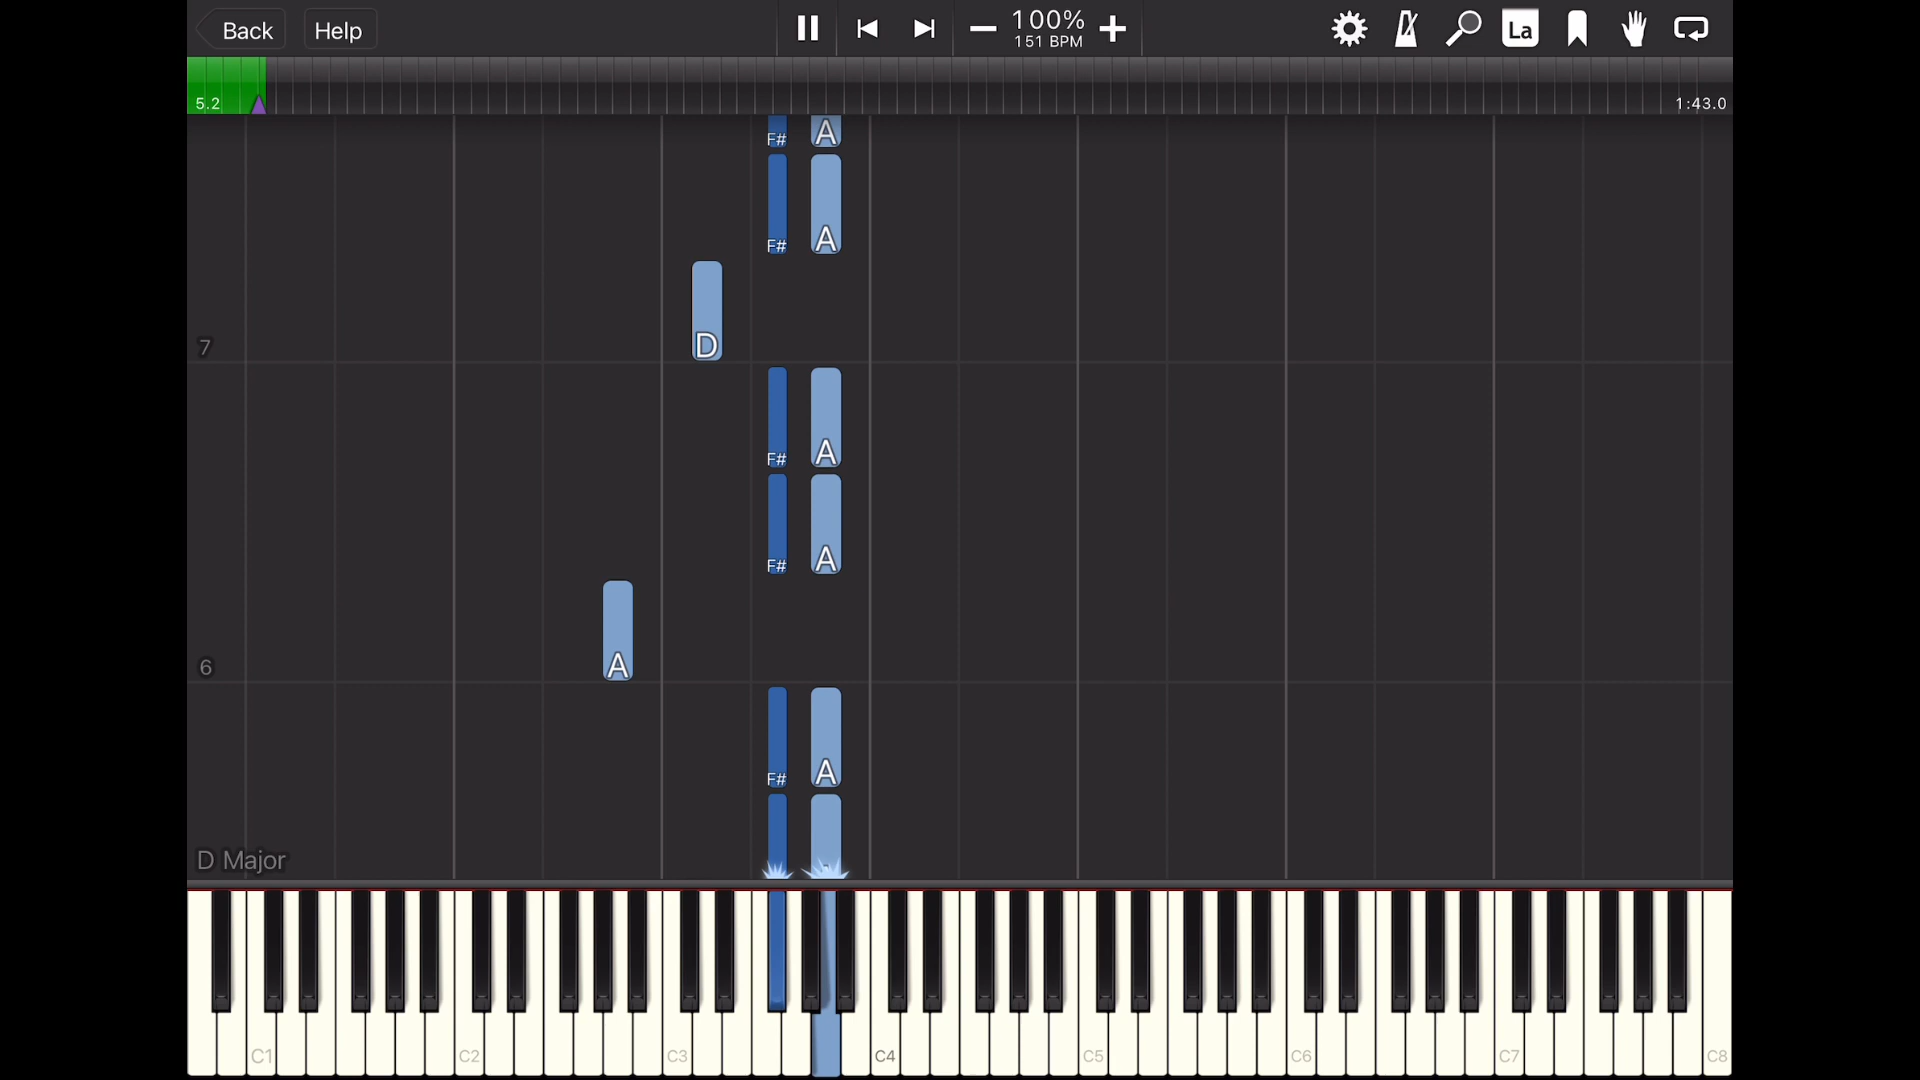 Back Help 100% La
151 BPM
5.2 1:43.0
F# A
F# A
7 D
F# A
F# A
6 A
F# A
D Major
C1 C2 C3 C4 C5 C6 C7 C8